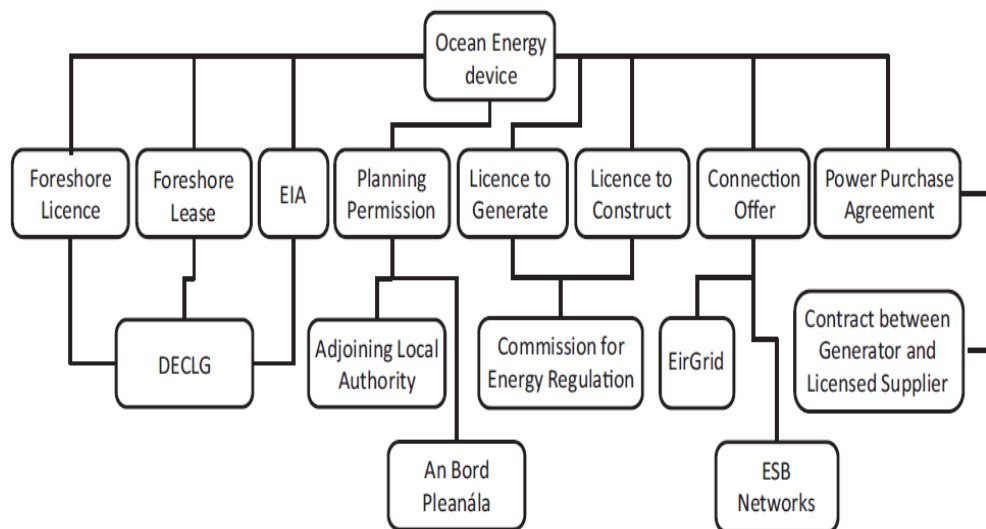 Ocean Energy
device
Foreshore
Licence
Foreshore
Lease
EIA
Planning
Permission
Licence to
Generate
Licence to
Construct
Connection
Offer
Power Purchase
Agreement
DECLG
Adjoining Local
Authority
Commission for
Energy Regulation
EirGrid
Contract between
Generator and
Licensed Supplier
An Bord
Pleanála
ESB
Networks